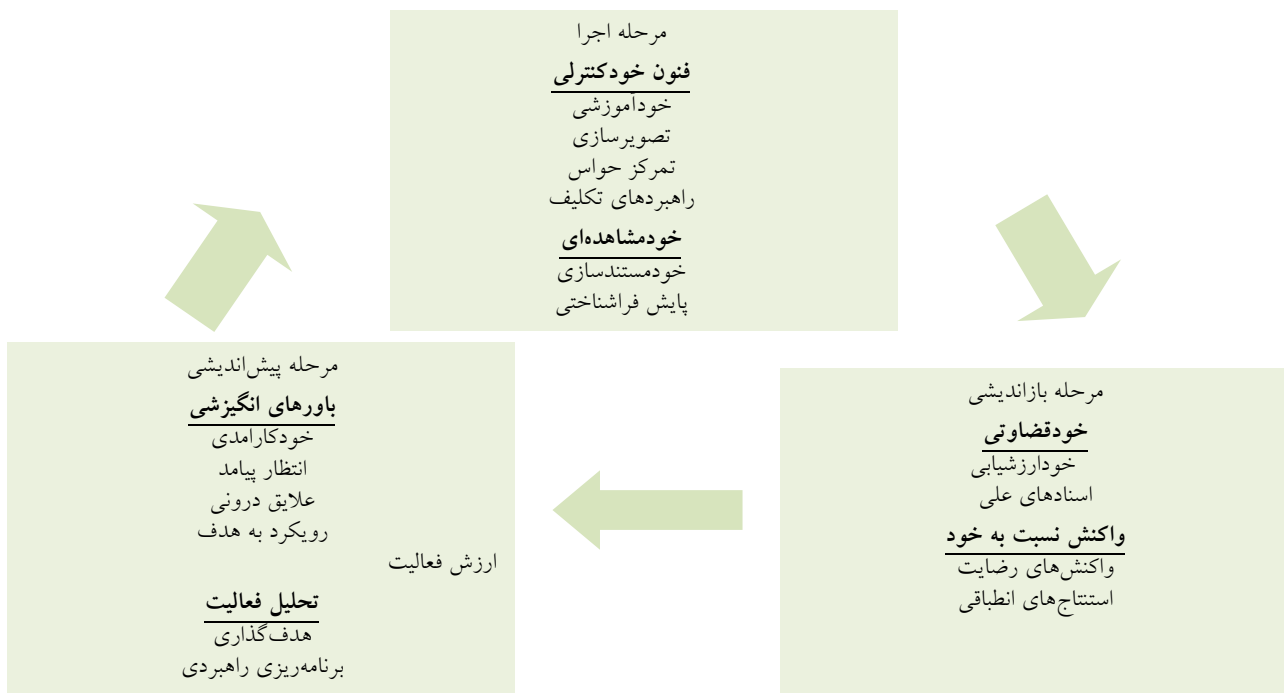 مرحله اجرا
فنون خودکنترلی
خودآموزشی
تصویرسازی
تمرکز حواس
راهبردهای تکلیف
خودمشاهده‌ای
خودمستندسازی
پایش فراشناختی
مرحله بازاندیشی
خودقضاوتی
خودارزشیابی
اسنادهای علی
واکنش نسبت به خود
واکنش‌های رضایت
استنتاج‌های انطباقی
مرحله پیش‌اندیشی
باورهای انگیزشی
خودکارامدی
انتظار پیامد
علایق درونی
رویکرد به هدف
ارزش فعالیت
تحلیل فعالیت
هدف‌گذاری
برنامه‌ریزی راهبردی